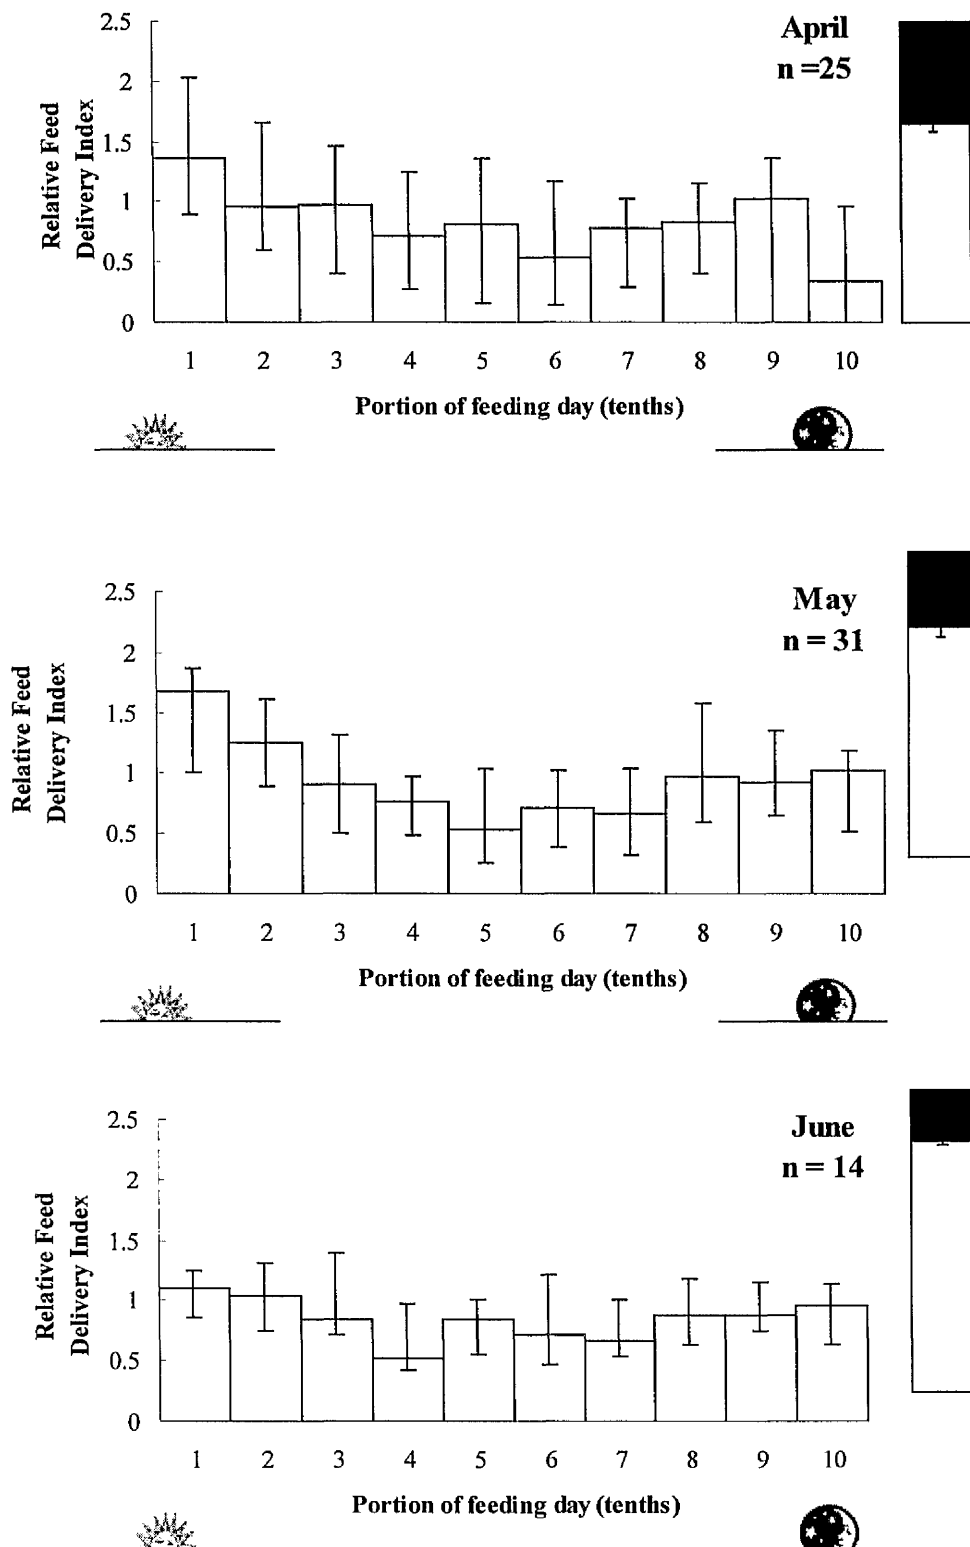 April
n =25
Relative Feed
Delivery Index
2.5
2
1.5
1
0.5
0
1 2 3 4 5 6 7 8 9 10
Portion of feeding day (tenths)
May
n = 31
Relative Feed
Delivery Index
2.5
2
1.5
1
0.5
0
1 2 3 4 5 6 7 8 9 10
Portion of feeding day (tenths)
June
n = 14
Relative Feed
Delivery Index
2.5
2
1.5
1
0.5
0
1 2 3 4 5 6 7 8 9 10
Portion of feeding day (tenths)